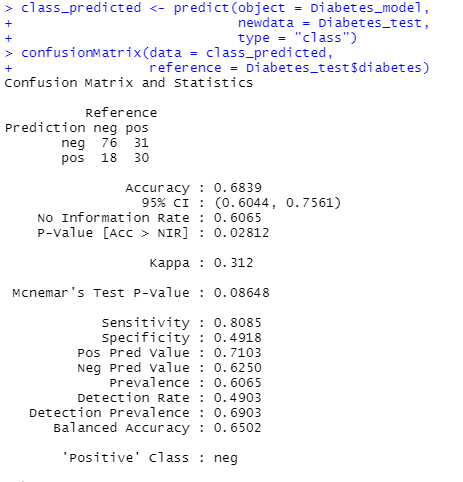 > class_predicted <- predict(object = Diabetes_model,
+                            newdata = Diabetes_test,
+                            type = "class")
> confusionMatrix(data = class_predicted,
+                 reference = Diabetes_test$diabetes)
Confusion Matrix and Statistics

          Reference
Prediction neg pos
       neg  76  31
       pos  18  30

               Accuracy : 0.6839
                 95% CI : (0.6044, 0.7561)
    No Information Rate : 0.6065
    P-Value [Acc > NIR] : 0.02812

                  Kappa : 0.312

 Mcnemar's Test P-Value : 0.08648

            Sensitivity : 0.8085
            Specificity : 0.4918
         Pos Pred Value : 0.7103
         Neg Pred Value : 0.6250
             Prevalence : 0.6065
         Detection Rate : 0.4903
   Detection Prevalence : 0.6903
      Balanced Accuracy : 0.6502

       'Positive' Class : neg